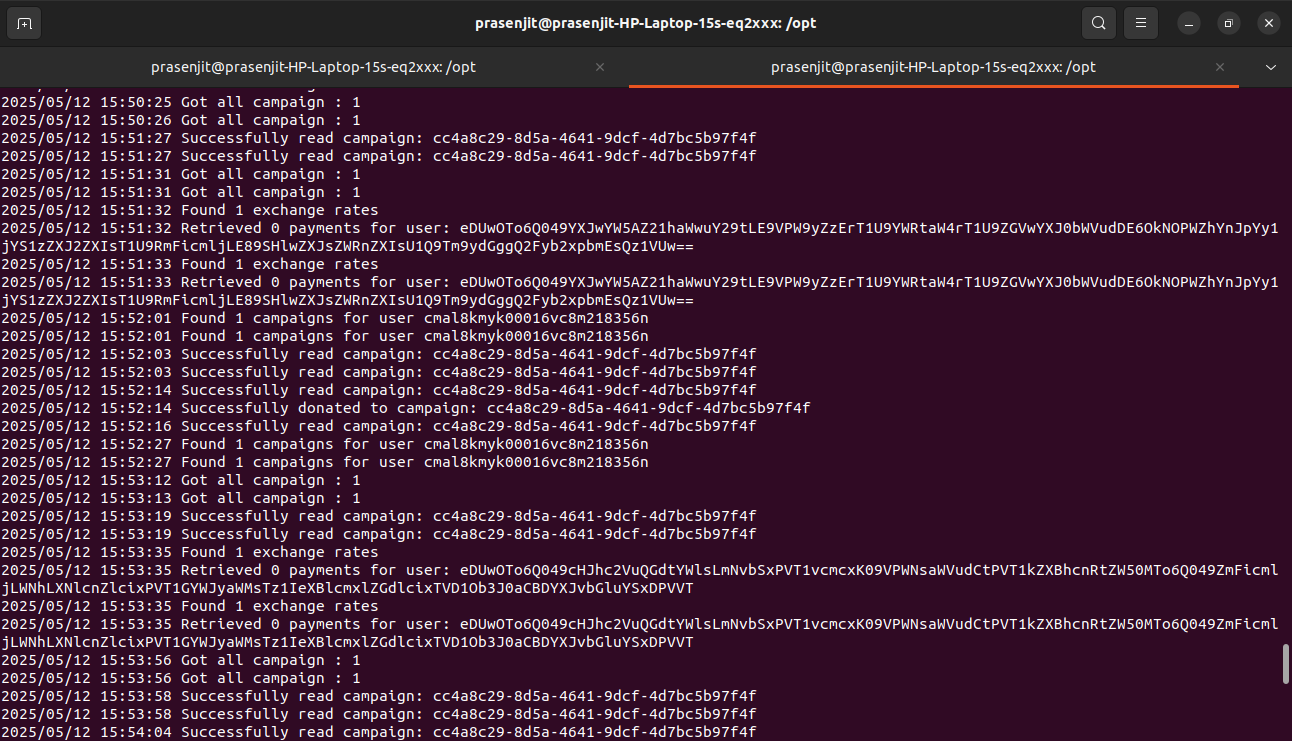 prasenjit@prasenjit-HP-Laptop-15s-eq2xxx: /opt
prasenjit@prasenjit-HP-Laptop-15s-eq2xxx: /opt
prasenjit@prasenjit-HP-Laptop-15s-eq2xxx: /opt
2025/05/12 15:50:25 Got all campaign : 1
2025/05/12 15:50:26 Got all campaign : 1
2025/05/12 15:51:27 Successfully read campaign: cc4a8c29-8d5a-4641-9dcf-4d7bc5b97f4f
2025/05/12 15:51:27 Successfully read campaign: cc4a8c29-8d5a-4641-9dcf-4d7bc5b97f4f
2025/05/12 15:51:31 Got all campaign : 1
2025/05/12 15:51:31 Got all campaign : 1
2025/05/12 15:51:32 Found 1 exchange rates
2025/05/12 15:51:32 Retrieved 0 payments for user: eDUwOTo6Q049YXJwYW5AZ21haWwuY29tLE9VPW9yZzErT1U9YWRtaW4rT1U9ZGVwYXJ0bWVudDE6OkNOPWZhYnJpYy1
jYS1zZXJ2ZXIsT1U9RmFicmljLE89SHlwZXJsZWRnZXIsU1Q9Tm9ydGggQ2Fyb2xpbmEsQz1VUw==
2025/05/12 15:51:33 Found 1 exchange rates
2025/05/12 15:51:33 Retrieved 0 payments for user: eDUwOTo6Q049YXJwYW5AZ21haWwuY29tLE9VPW9yZzErT1U9YWRtaW4rT1U9ZGVwYXJ0bWVudDE6OkNOPWZhYnJpYy1
jYS1zZXJ2ZXIsT1U9RmFicmljLE89SHlwZXJsZWRnZXIsU1Q9Tm9ydGggQ2Fyb2xpbmEsQz1VUw==
2025/05/12 15:52:01 Found 1 campaigns for user cmal8kmyk00016vc8m218356n
2025/05/12 15:52:01 Found 1 campaigns for user cmal8kmyk00016vc8m218356n
2025/05/12 15:52:03 Successfully read campaign: cc4a8c29-8d5a-4641-9dcf-4d7bc5b97f4f
2025/05/12 15:52:03 Successfully read campaign: cc4a8c29-8d5a-4641-9dcf-4d7bc5b97f4f
2025/05/12 15:52:14 Successfully read campaign: cc4a8c29-8d5a-4641-9dcf-4d7bc5b97f4f
2025/05/12 15:52:14 Successfully donated to campaign: cc4a8c29-8d5a-4641-9dcf-4d7bc5b97f4f
2025/05/12 15:52:16 Successfully read campaign: cc4a8c29-8d5a-4641-9dcf-4d7bc5b97f4f
2025/05/12 15:52:27 Found 1 campaigns for user cmal8kmyk00016vc8m218356n
2025/05/12 15:52:27 Found 1 campaigns for user cmal8kmyk00016vc8m218356n
2025/05/12 15:53:12 Got all campaign : 1
2025/05/12 15:53:13 Got all campaign : 1
2025/05/12 15:53:19 Successfully read campaign: cc4a8c29-8d5a-4641-9dcf-4d7bc5b97f4f
2025/05/12 15:53:19 Successfully read campaign: cc4a8c29-8d5a-4641-9dcf-4d7bc5b97f4f
2025/05/12 15:53:35 Found 1 exchange rates
2025/05/12 15:53:35 Retrieved 0 payments for user: eDUwOTo6Q049cHJhc2VuQGdtYWlsLmNvbSxPVT1vcmcxK09VPWNsaWVudCtPVT1kZXBhcnRtZW50MTo6Q049ZmFicml
jLWNhLXNlcnZlcixPVT1GYWJyaWMsTz1IeXBlcmxlZGdlcixTVD1Ob3J0aCBDYXJvbGluYSxDPVVT
2025/05/12 15:53:35 Found 1 exchange rates
2025/05/12 15:53:35 Retrieved 0 payments for user: eDUwOTo6Q049cHJhc2VuQGdtYWlsLmNvbSxPVT1vcmcxK09VPWNsaWVudCtPVT1kZXBhcnRtZW50MTo6Q049ZmFicml
jLWNhLXNlcnZlcixPVT1GYWJyaWMsTz1IeXBlcmxlZGdlcixTVD1Ob3J0aCBDYXJvbGluYSxDPVVT
2025/05/12 15:53:56 Got all campaign : 1
2025/05/12 15:53:56 Got all campaign : 1
2025/05/12 15:53:58 Successfully read campaign: cc4a8c29-8d5a-4641-9dcf-4d7bc5b97f4f
2025/05/12 15:53:58 Successfully read campaign: cc4a8c29-8d5a-4641-9dcf-4d7bc5b97f4f
2025/05/12 15:54:04 Successfully read campaign: cc4a8c29-8d5a-4641-9dcf-4d7bc5b97f4f